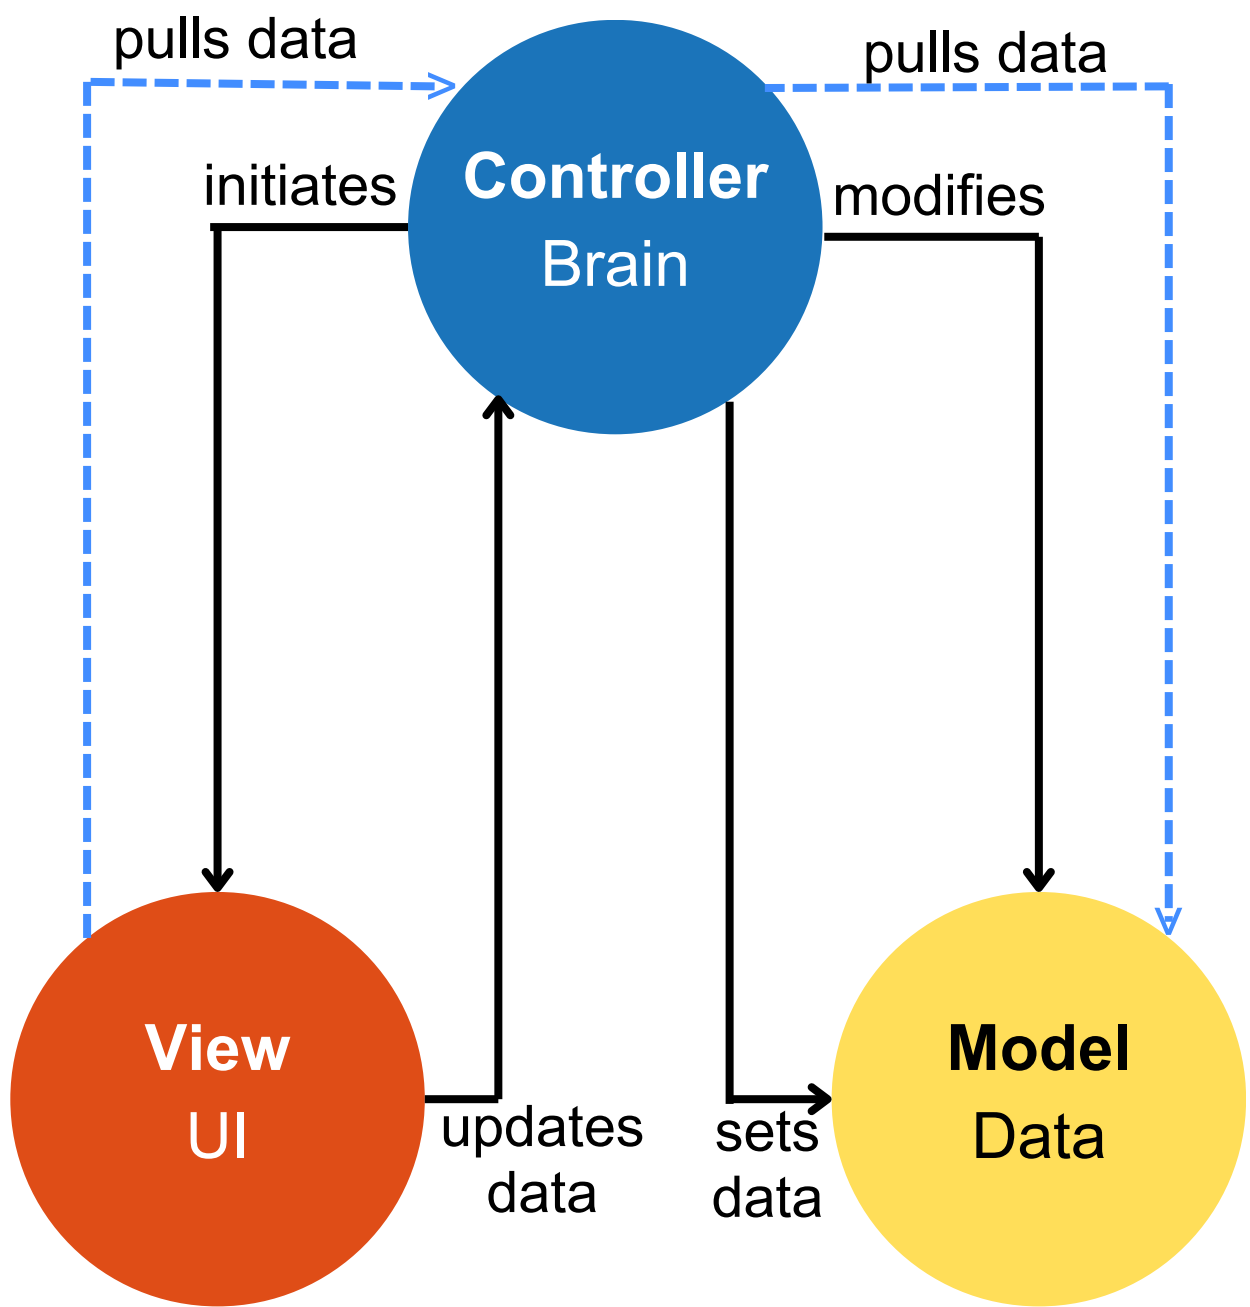 pulls data
pulls data
initiates
Controller
Brain
modifies
View
UI
updates
data
sets
data
Model
Data